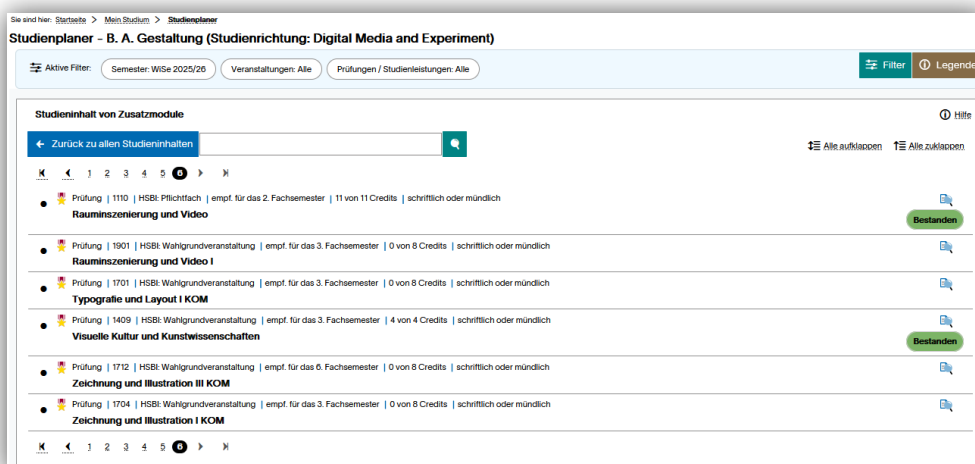 Sie sind hier: Startseite > Mein Studium > Studienplaner
Studienplaner - B. A. Gestaltung (Studienrichtung: Digital Media and Experiment)
Aktive Filter: Semester: WiSe 2025/26 Veranstaltungen: Alle Prüfungen / Studienleistungen: Alle Filter Legende
Studieninhalt von Zusatzmodule Hilfe
Zurück zu allen Studieninhalten Alle aufklappen Alle zuklappen
1 2 3 4 5 6
Prüfung | 1110 | HSBI: Pflichtfach | empf. für das 2. Fachsemester | 11 von 11 Credits | schriftlich oder mündlich
Rauminszenierung und Video Bestanden
Prüfung | 1901 | HSBI: Wahlgrundveranstaltung | empf. für das 3. Fachsemester | 0 von 8 Credits | schriftlich oder mündlich
Rauminszenierung und Video I
Prüfung | 1701 | HSBI: Wahlgrundveranstaltung | empf. für das 3. Fachsemester | 0 von 8 Credits | schriftlich oder mündlich
Typografie und Layout I KOM
Prüfung | 1409 | HSBI: Wahlgrundveranstaltung | empf. für das 3. Fachsemester | 4 von 4 Credits | schriftlich oder mündlich
Visuelle Kultur und Kunstwissenschaften Bestanden
Prüfung | 1712 | HSBI: Wahlgrundveranstaltung | empf. für das 6. Fachsemester | 0 von 8 Credits | schriftlich oder mündlich
Zeichnung und Illustration III KOM
Prüfung | 1704 | HSBI: Wahlgrundveranstaltung | empf. für das 3. Fachsemester | 0 von 8 Credits | schriftlich oder mündlich
Zeichnung und Illustration I KOM
1 2 3 4 5 6